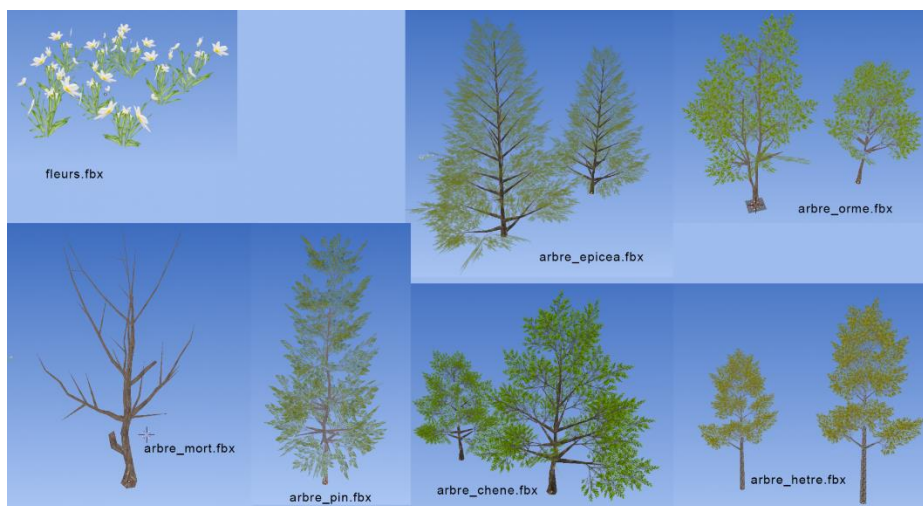 fleurs.fbx
arbre_epicea.fbx
arbre_orme.fbx
arbre_mort.fbx
arbre_pin.fbx
arbre_chene.fbx
arbre_hetre.fbx